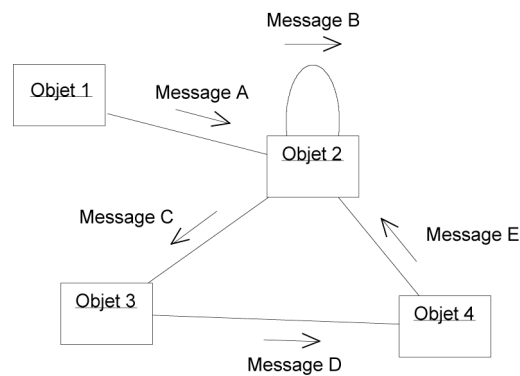 Message B
Objet 1
Message A
Objet 2
Message C
Message E
Objet 3
Objet 4
Message D